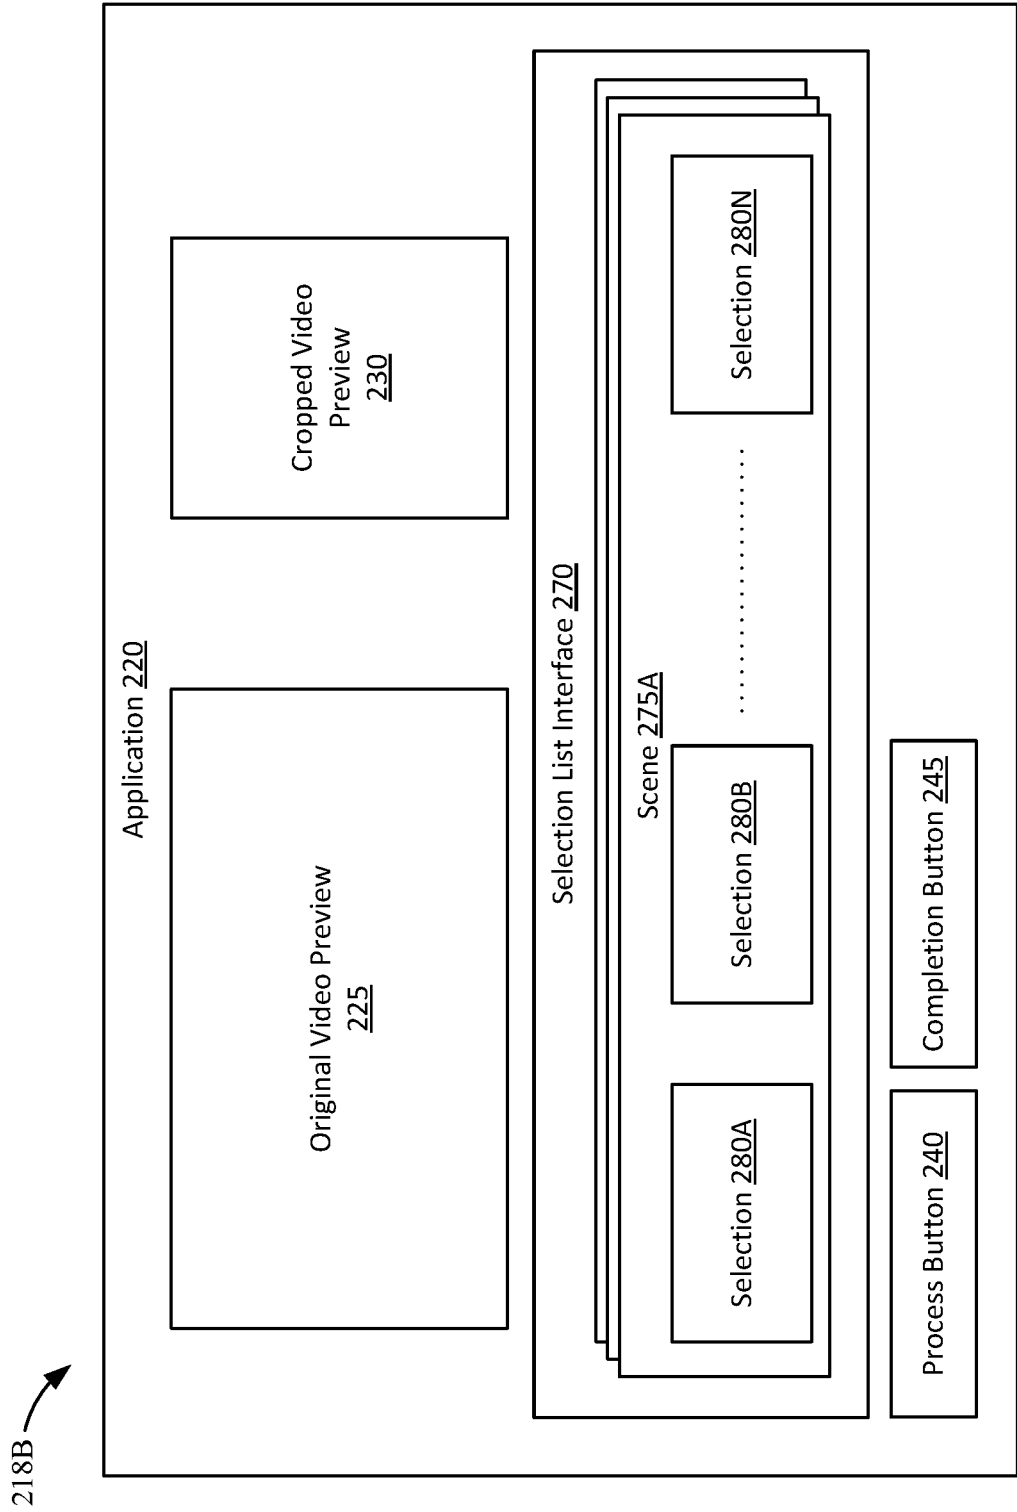 218B
Application 220
Original Video Preview
225
Cropped Video
Preview
230
Selection List Interface 270
Scene 275A
Selection 280A
Selection 280B
....................
Selection 280N
Process Button 240
Completion Button 245